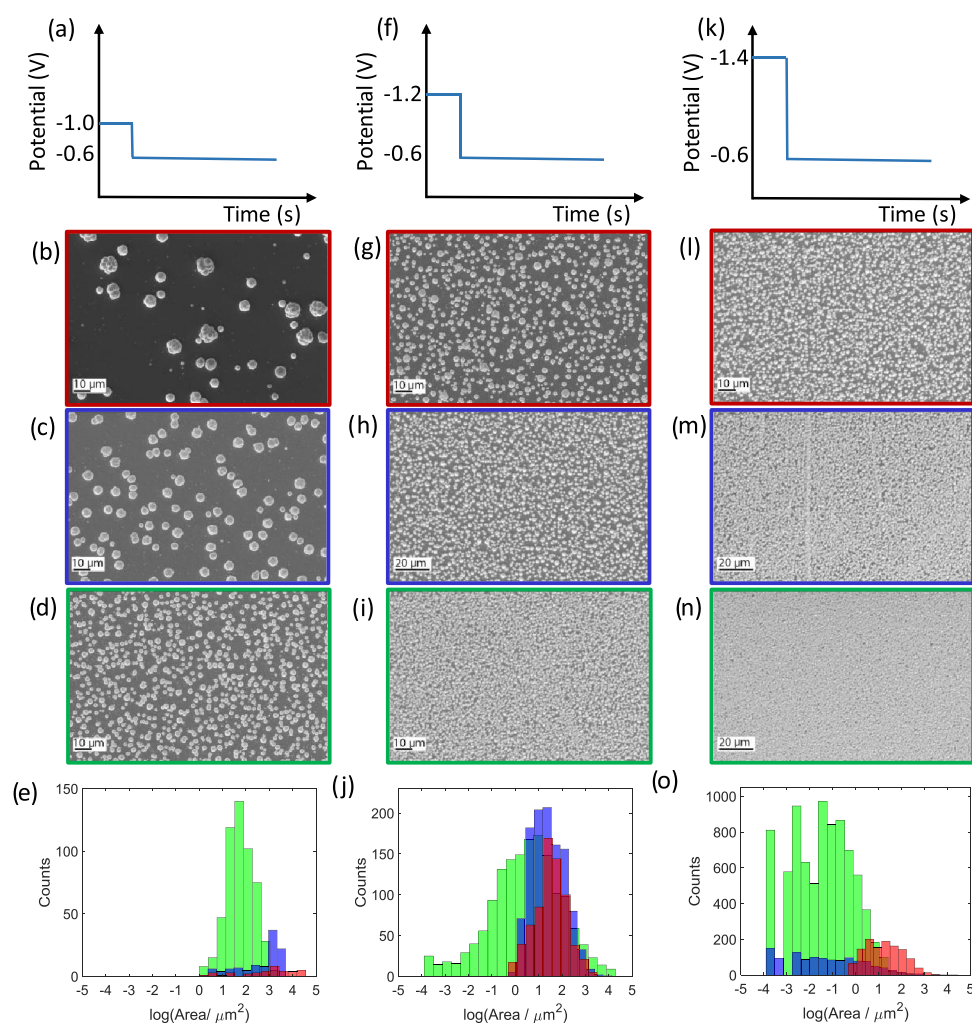 (a)
Potential (V)
-1.0
-0.6
Time (s)
(f)
Potential (V)
-1.2
-0.6
Time (s)
(k)
Potential (V)
-1.4
-0.6
Time (s)
(b)
10 µm
(g)
10 µm
(l)
10 µm
(c)
10 µm
(h)
20 µm
(m)
20 µm
(d)
10 µm
(i)
10 µm
(n)
20 µm
(e)
150
100
50
0
Counts
-5 -4 -3 -2 -1 0 1 2 3 4 5
log(Area/ µm²)
(j)
200
150
100
50
0
Counts
-5 -4 -3 -2 -1 0 1 2 3 4 5
log(Area/ µm²)
(o)
1000
800
600
400
200
0
Counts
-5 -4 -3 -2 -1 0 1 2 3 4 5
log(Area/ µm²)